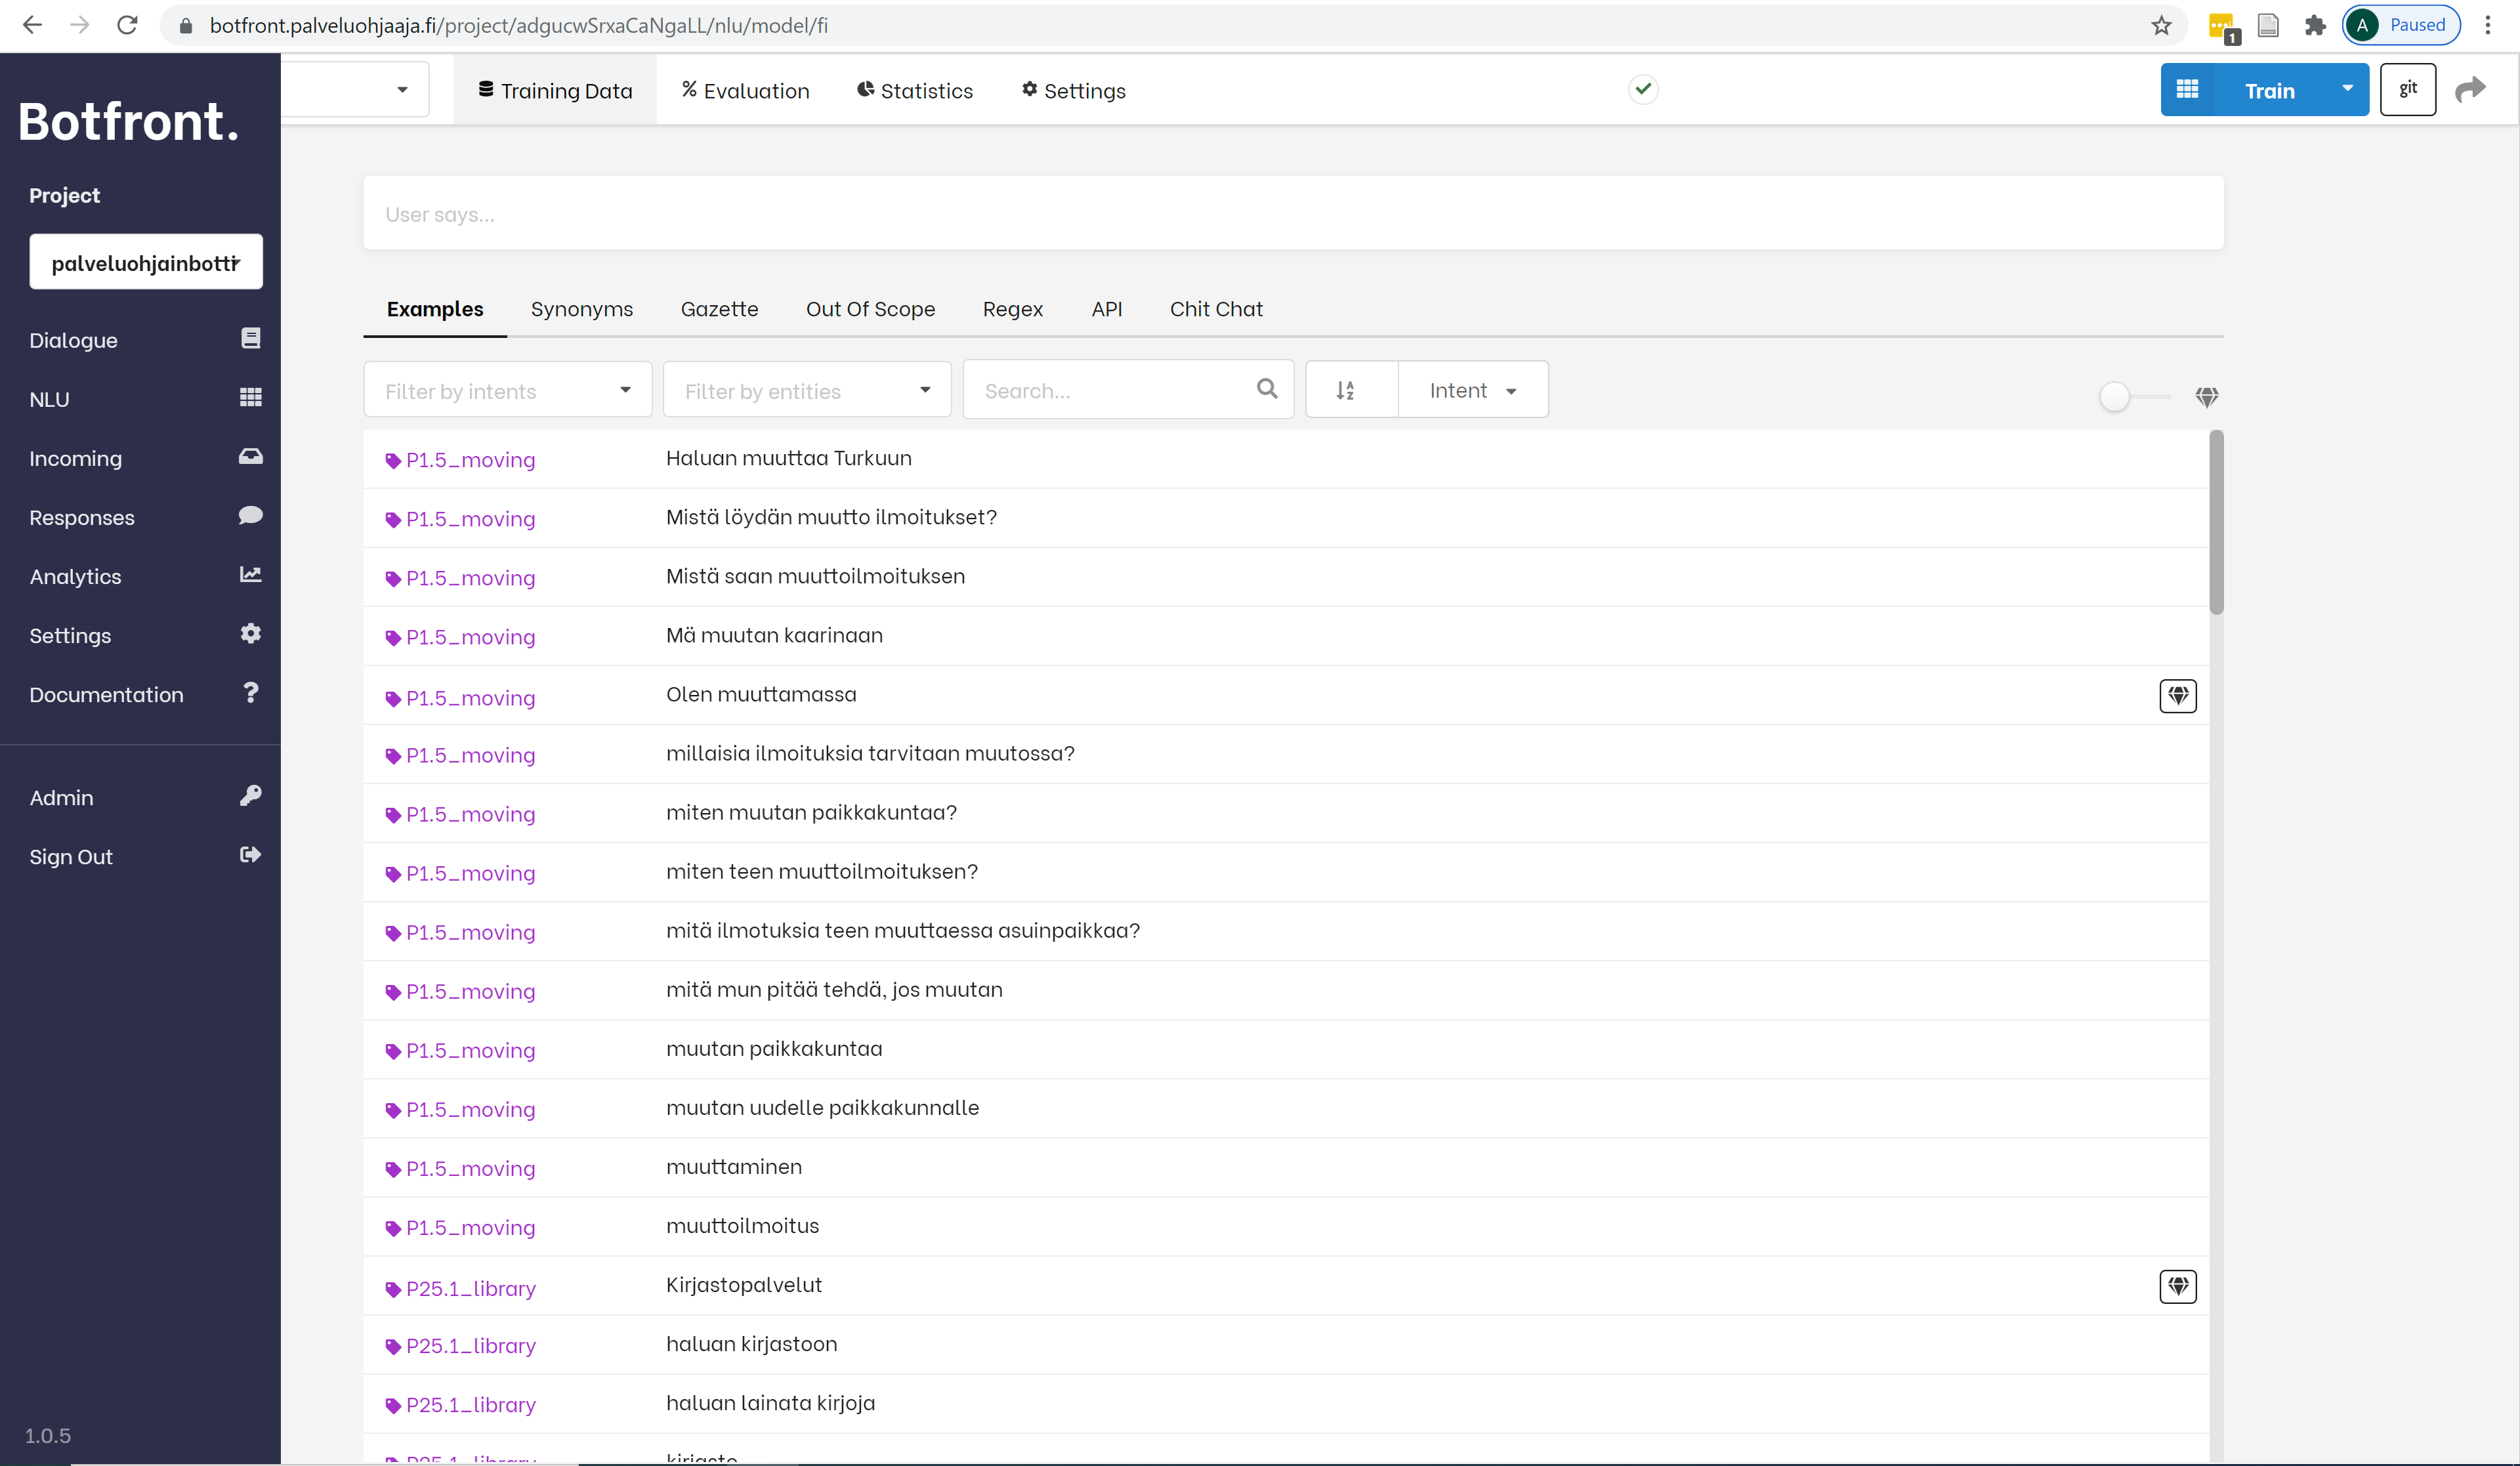 botfront.palveluohjaaja.fi/project/adgucwSrxaCaNgaLL/nlu/model/fi
1
A Paused
Botfront.
Training Data Evaluation Statistics Settings
Train git
Project
palveluohjainbotti
Dialogue
NLU
Incoming
Responses
Analytics
Settings
Documentation
Admin
Sign Out
1.0.5
User says...
Examples Synonyms Gazette Out Of Scope Regex API Chit Chat
Filter by intents Filter by entities Search... Intent
P1.5_moving Haluan muuttaa Turkuun
P1.5_moving Mistä löydän muutto ilmoitukset?
P1.5_moving Mistä saan muuttoilmoituksen
P1.5_moving Mä muutan kaarinaan
P1.5_moving Olen muuttamassa
P1.5_moving millaisia ilmoituksia tarvitaan muutossa?
P1.5_moving miten muutan paikkakuntaa?
P1.5_moving miten teen muuttoilmoituksen?
P1.5_moving mitä ilmotuksia teen muuttaessa asuinpaikkaa?
P1.5_moving mitä mun pitää tehdä, jos muutan
P1.5_moving muutan paikkakuntaa
P1.5_moving muutan uudelle paikkakunnalle
P1.5_moving muuttaminen
P1.5_moving muuttoilmoitus
P25.1_library Kirjastopalvelut
P25.1_library haluan kirjastoon
P25.1_library haluan lainata kirjoja
P25.1_library kirjasto